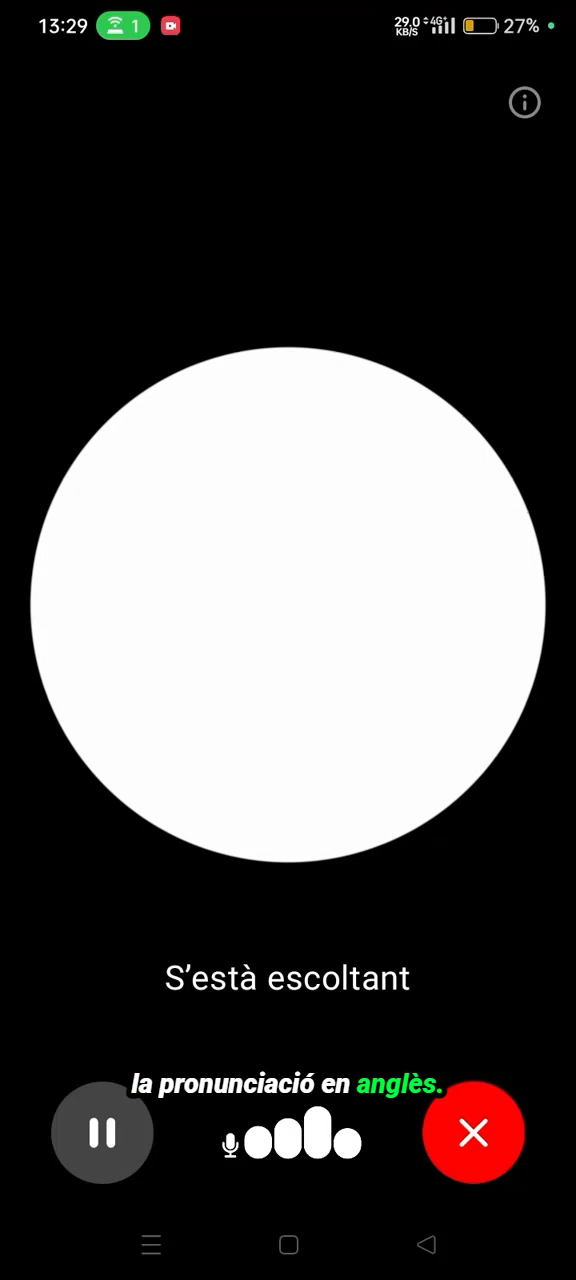 13:29
1
29,0
KB/S
4G+
27%
S'està escoltant
la pronunciació en anglès.